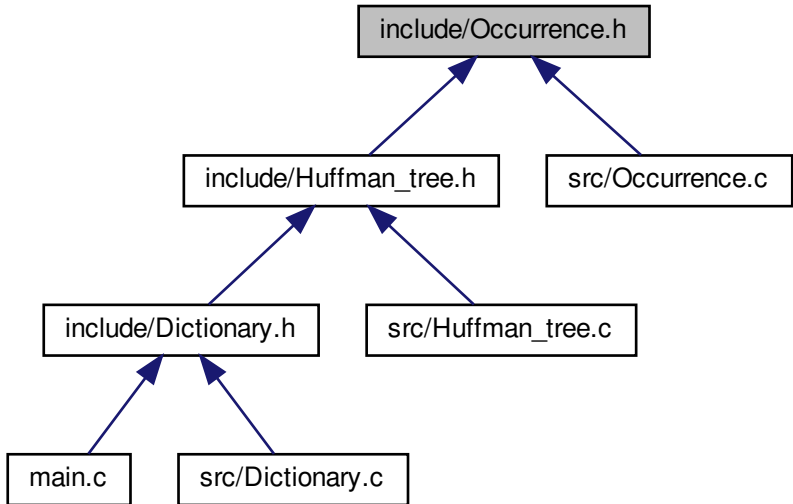 include/Occurrence.h
include/Huffman_tree.h
src/Occurrence.c
include/Dictionary.h
src/Huffman_tree.c
main.c
src/Dictionary.c